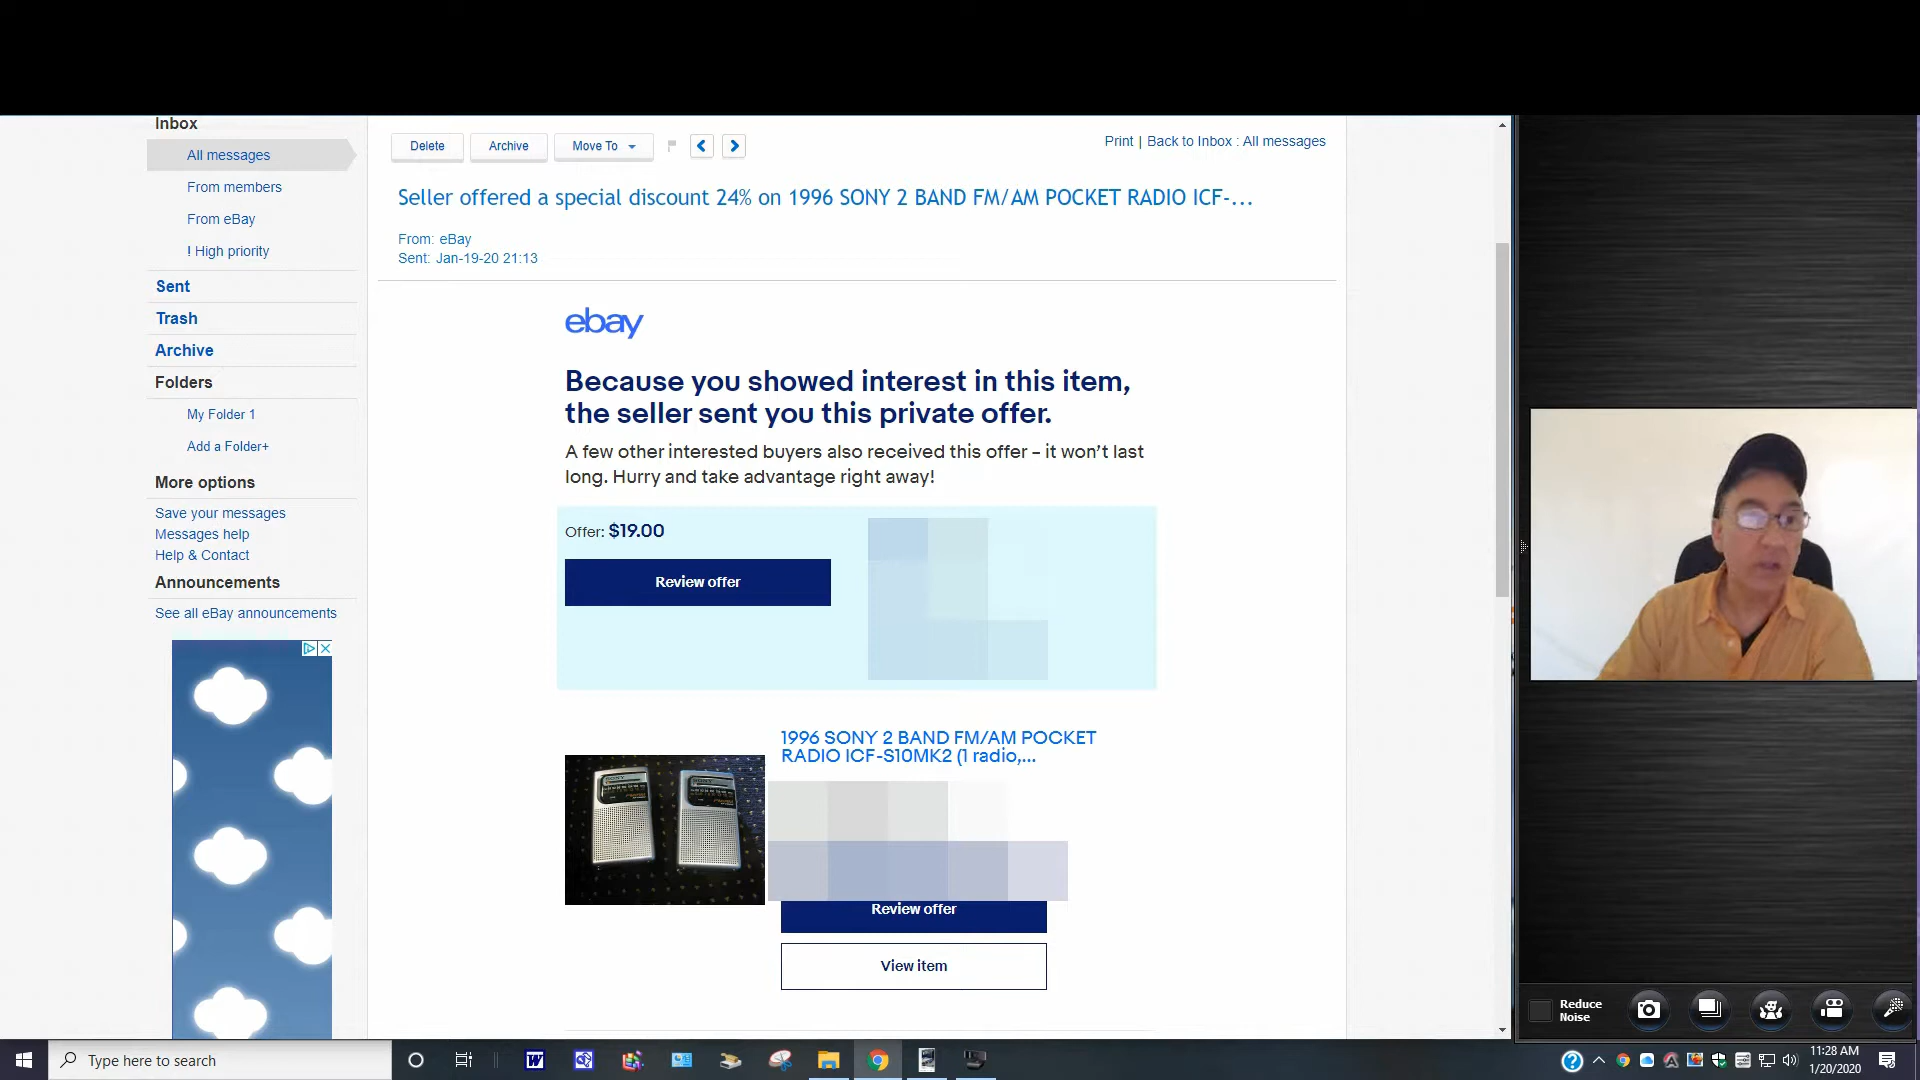 Inbox
All messages
From members
From eBay
! High priority
Sent
Trash
Archive
Folders
My Folder 1
Add a Folder+
More options
Save your messages
Messages help
Help & Contact
Announcements
See all eBay announcements
Delete
Archive
Move To
Print | Back to Inbox : All messages
Seller offered a special discount 24% on 1996 SONY 2 BAND FM/AM POCKET RADIO ICF-...
From: eBay
Sent: Jan-19-20 21:13
ebay
Because you showed interest in this item,
the seller sent you this private offer.
A few other interested buyers also received this offer – it won't last
long. Hurry and take advantage right away!
Offer: $19.00
Review offer
1996 SONY 2 BAND FM/AM POCKET
RADIO ICF-S10MK2 (1 radio,...
SONY
Review offer
View item
Reduce
Noise
Type here to search
W
11:28 AM
1/20/2020